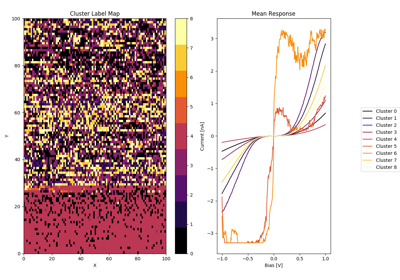 Cluster Label Map
Mean Response
100
80
60
40
20
0
y
0
20
40
60
80
100
x
8
7
6
5
4
3
2
1
0
Current [nA]
3
2
1
0
−1
−2
−3
−1.0
−0.5
0.0
0.5
1.0
Bias [V]
Cluster 0
Cluster 1
Cluster 2
Cluster 3
Cluster 4
Cluster 5
Cluster 6
Cluster 7
Cluster 8